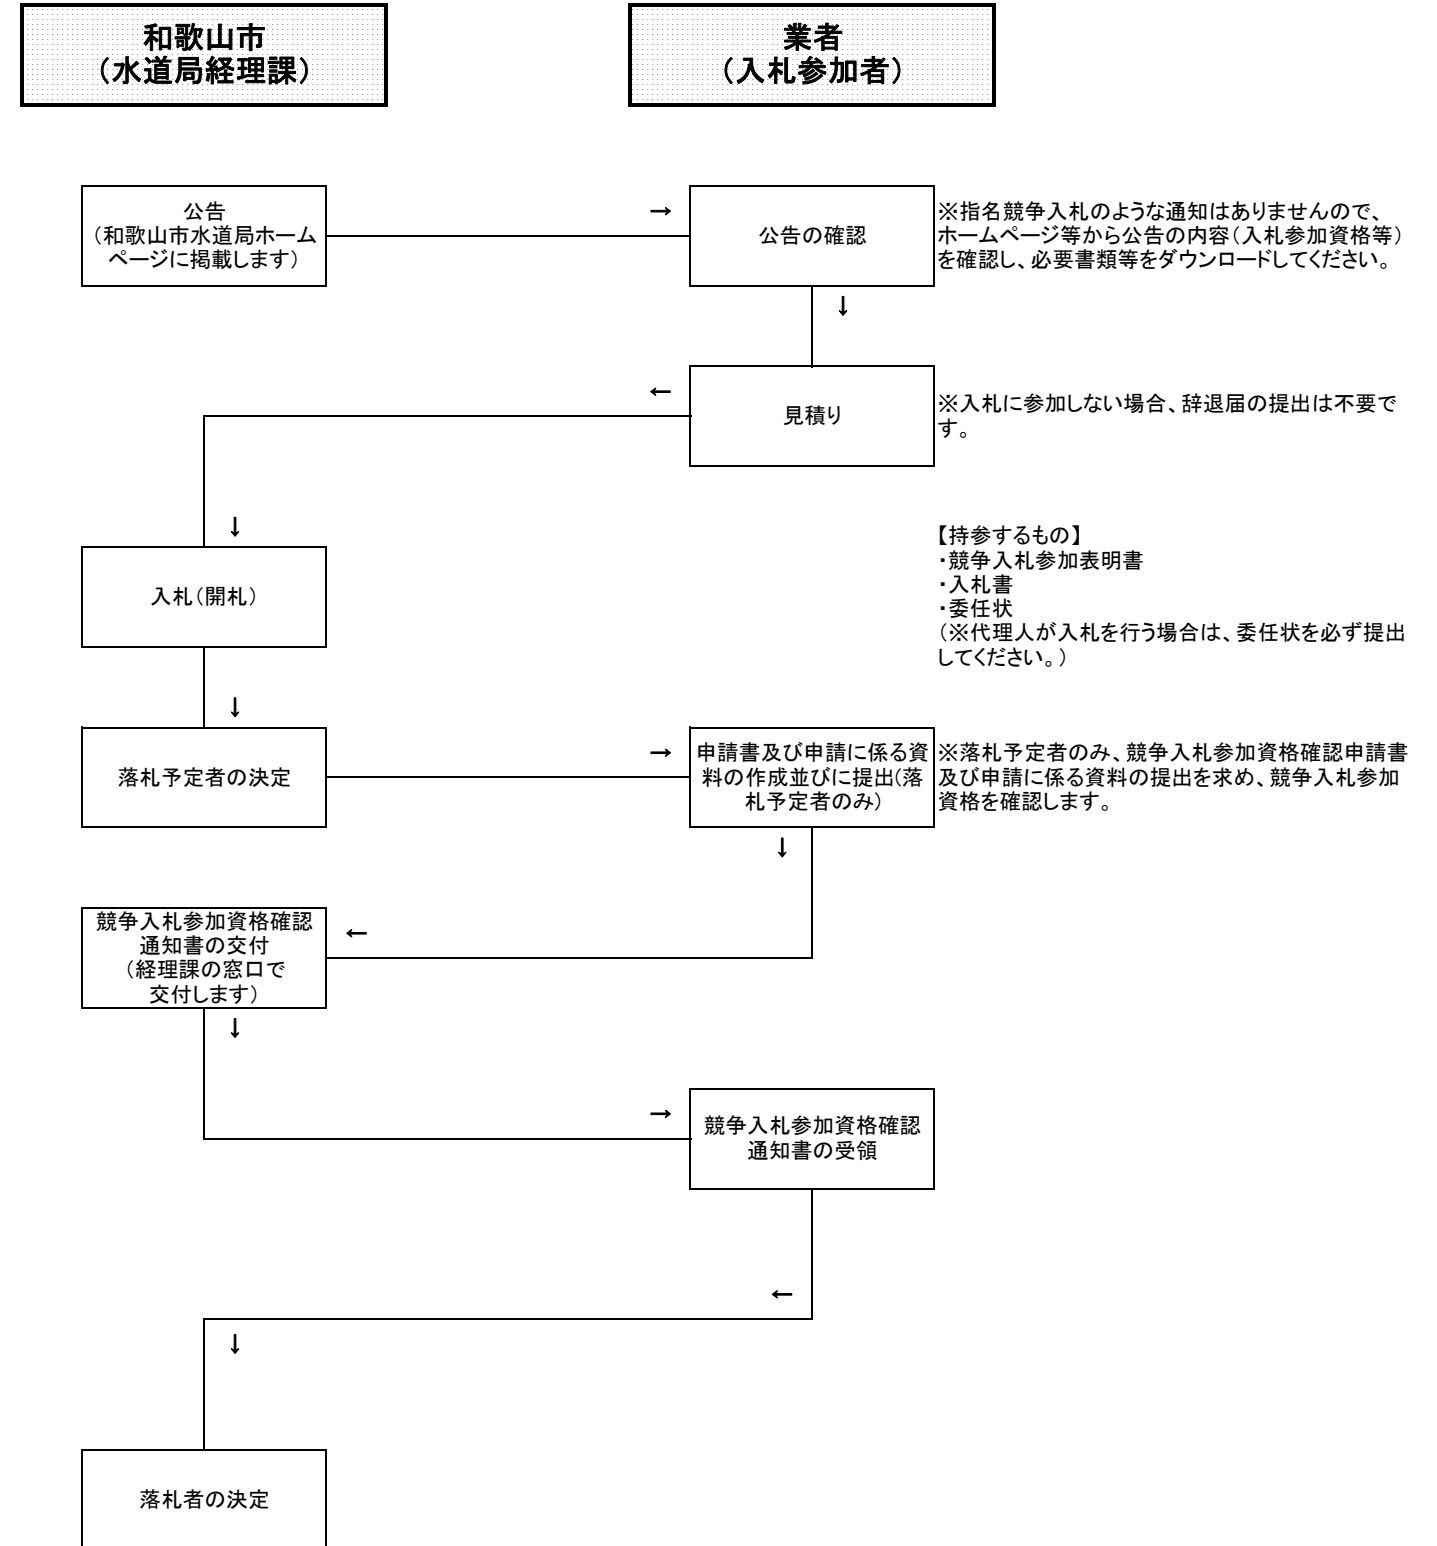 和歌山市
（水道局経理課）
業者
（入札参加者）
公告
（和歌山市水道局ホーム
ページに掲載します）
→
公告の確認
※指名競争入札のような通知はありませんので、
ホームページ等から公告の内容（入札参加資格等）
を確認し、必要書類等をダウンロードしてください。
↓
←
見積り
※入札に参加しない場合、辞退届の提出は不要で
す。
↓
入札（開札）
【持参するもの】
・競争入札参加表明書
・入札書
・委任状
（※代理人が入札を行う場合は、委任状を必ず提出
してください。）
↓
落札予定者の決定
→
申請書及び申請に係る資
料の作成並びに提出(落
札予定者のみ）
※落札予定者のみ、競争入札参加資格確認申請書
及び申請に係る資料の提出を求め、競争入札参加
資格を確認します。
↓
競争入札参加資格確認
通知書の交付
（経理課の窓口で
交付します）
←
↓
→
競争入札参加資格確認
通知書の受領
←
↓
落札者の決定